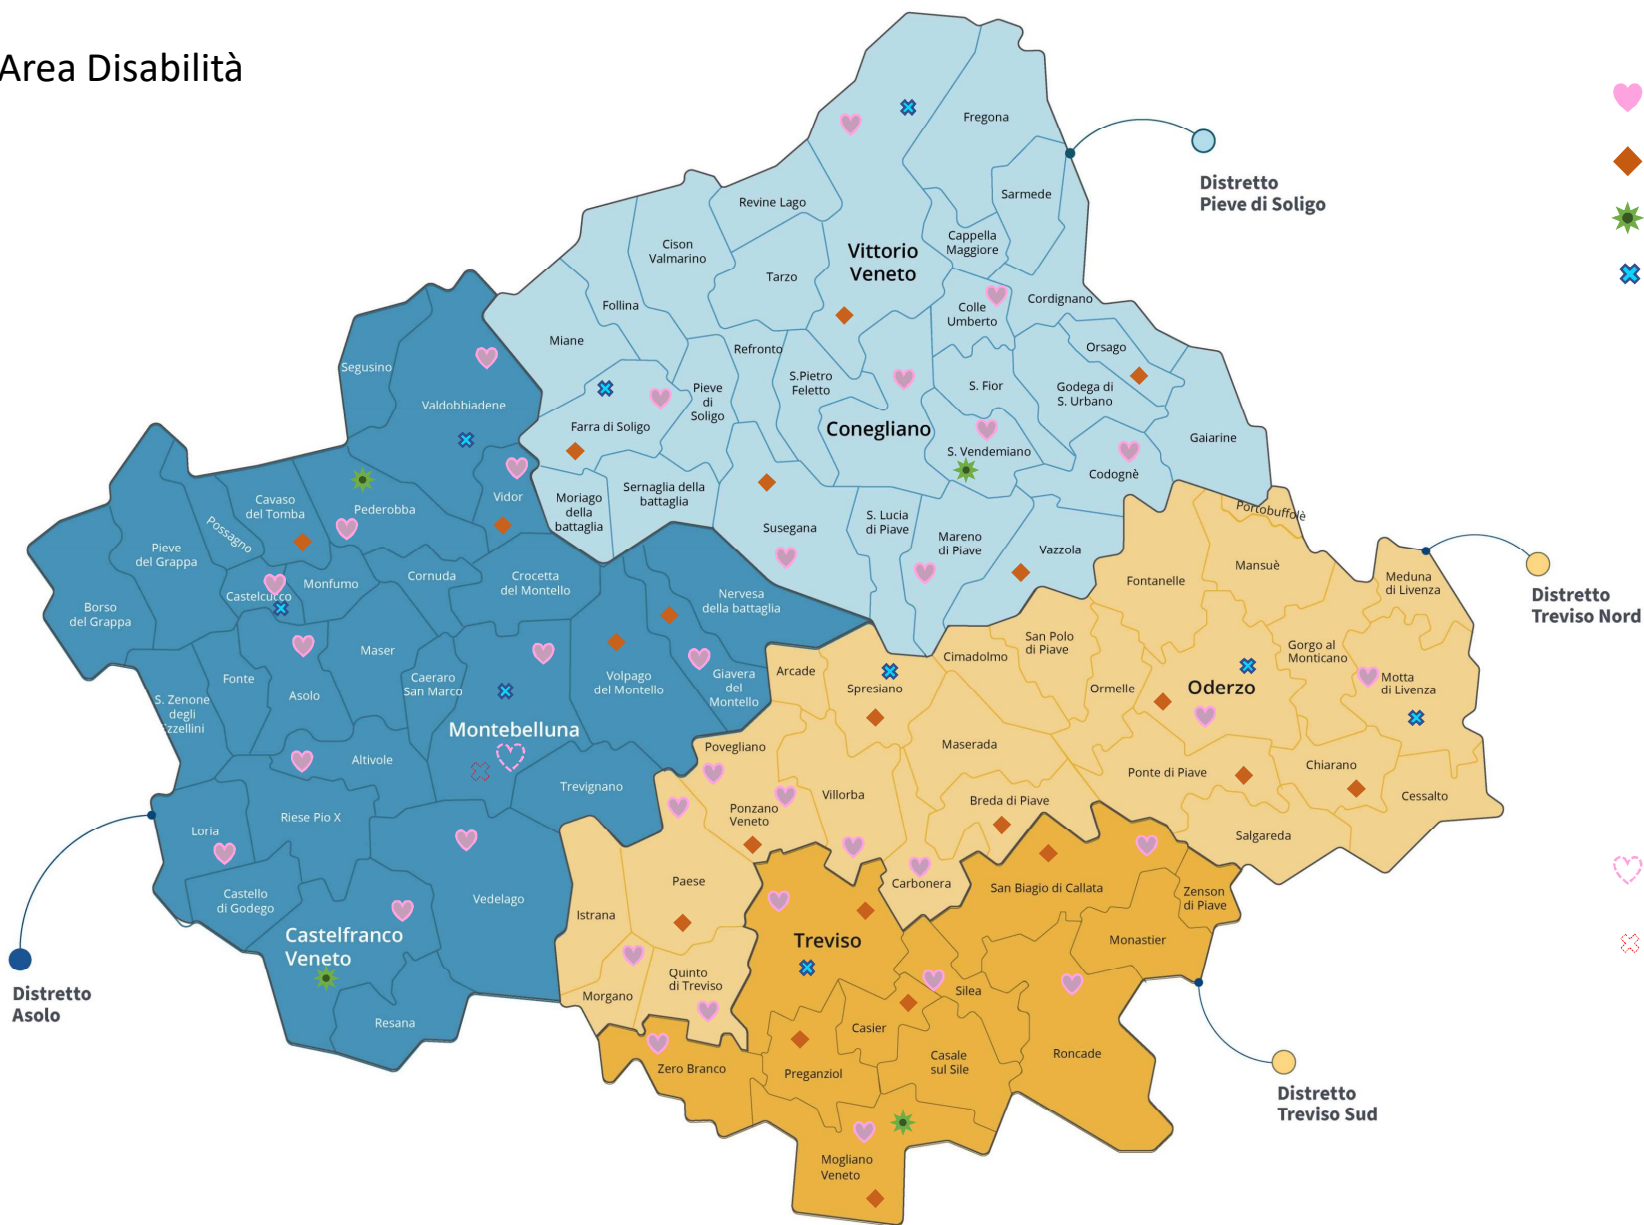 Area Disabilità
Fregona
Distretto
Pieve di Soligo
Sarmede
Revine Lago
Cappella
Maggiore
Cison
Valmarino
Vittorio
Veneto
Tarzo
Follina
Colle
Umberto
Cordignano
Miane
Refronto
Orsago
Segusino
Valdobbiadene
S.Pietro
Feletto
Pieve
di
Soligo
S. Fior
Godega di
S. Urbano
Farra di Soligo
Conegliano
Gaiarine
S. Vendemiano
Codognè
Cavaso
del Tomba
Vidor
Pederobba
Moriago
della
battaglia
Sernaglia della
battaglia
Susegana
S. Lucia
di Piave
Mareno
di Piave
Vazzola
Portobuffolè
Possagno
Pieve
del Grappa
Castelcucco
Monfumo
Cornuda
Crocetta
del Montello
Nervesa
della battaglia
Fontanelle
Mansuè
Meduna
di Livenza
Distretto
Treviso Nord
Borso
del Grappa
Maser
Fonte
Asolo
Caeraro
San Marco
Volpago
del Montello
Giavera
del
Montello
Arcade
Spresiano
Cimadolmo
San Polo
di Piave
Ormelle
Oderzo
Gorgo al
Monticano
Motta
di Livenza
S. Zenone
degli
Ezzellini
Montebelluna
Altivole
Trevignano
Povegliano
Maserada
Ponte di Piave
Chiarano
Cessalto
Riese Pio X
Loria
Ponzano
Veneto
Villorba
Breda di Piave
Salgareda
Castello
di Godego
Vedelago
Paese
Carbonera
San Biagio di Callata
Zenson
di Piave
Istrana
Castelfranco
Veneto
Treviso
Monastier
Distretto
Asolo
Resana
Morgano
Quinto
di Treviso
Silea
Casier
Casale
sul Sile
Roncade
Zero Branco
Preganziol
Distretto
Treviso Sud
Mogliano
Veneto